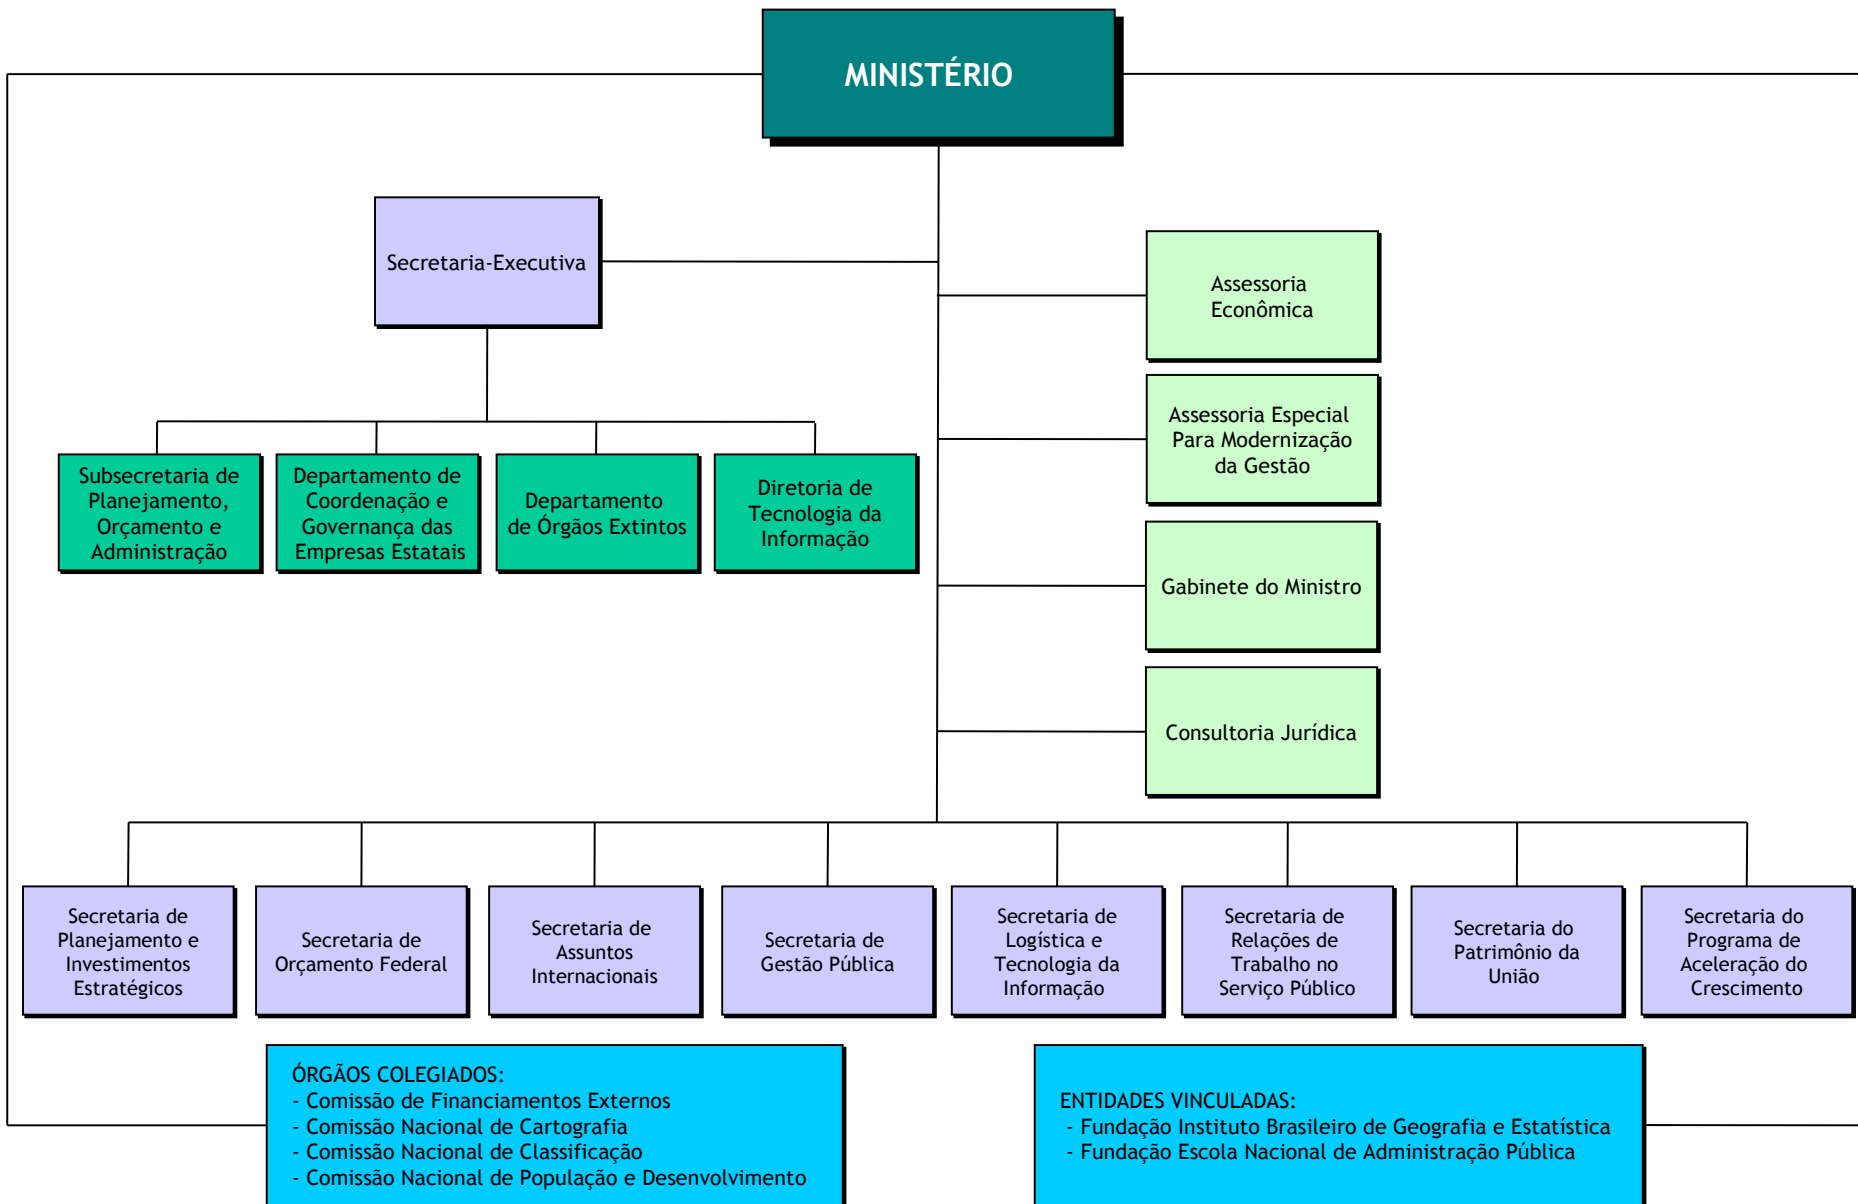 MINISTÉRIO
Secretaria-Executiva
Assessoria
Econômica
Assessoria Especial
Para Modernização
da Gestão
Subsecretaria de
Planejamento,
Orçamento e
Administração
Departamento de
Coordenação e
Governança das
Empresas Estatais
Departamento
de Órgãos Extintos
Diretoria de
Tecnologia da
Informação
Gabinete do Ministro
Consultoria Jurídica
Secretaria de
Planejamento e
Investimentos
Estratégicos
Secretaria de
Orçamento Federal
Secretaria de
Assuntos
Internacionais
Secretaria de
Gestão Pública
Secretaria de
Logística e
Tecnologia da
Informação
Secretaria de
Relações de
Trabalho no
Serviço Público
Secretaria do
Patrimônio da
União
Secretaria do
Programa de
Aceleração do
Crescimento
ÓRGÃOS COLEGIADOS:
- Comissão de Financiamentos Externos
- Comissão Nacional de Cartografia
- Comissão Nacional de Classificação
- Comissão Nacional de População e Desenvolvimento
ENTIDADES VINCULADAS:
- Fundação Instituto Brasileiro de Geografia e Estatística
- Fundação Escola Nacional de Administração Pública